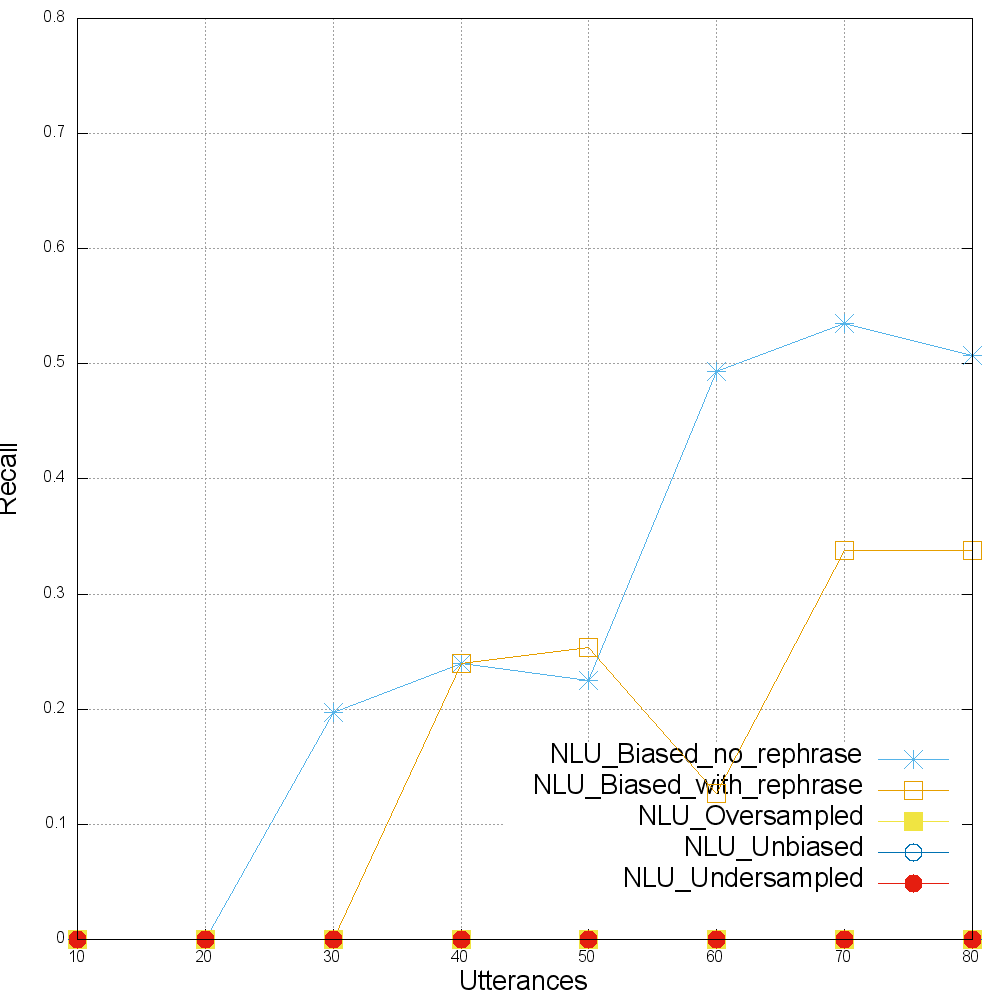 0.8
0.7
0.6
0.5
0.4
0.3
0.2
0.1
0
Recall
NLU_Biased_no_rephrase
NLU_Biased_with_rephrase
NLU_Oversampled
NLU_Unbiased
NLU_Undersampled
10 20 30 40 50 60 70 80
Utterances